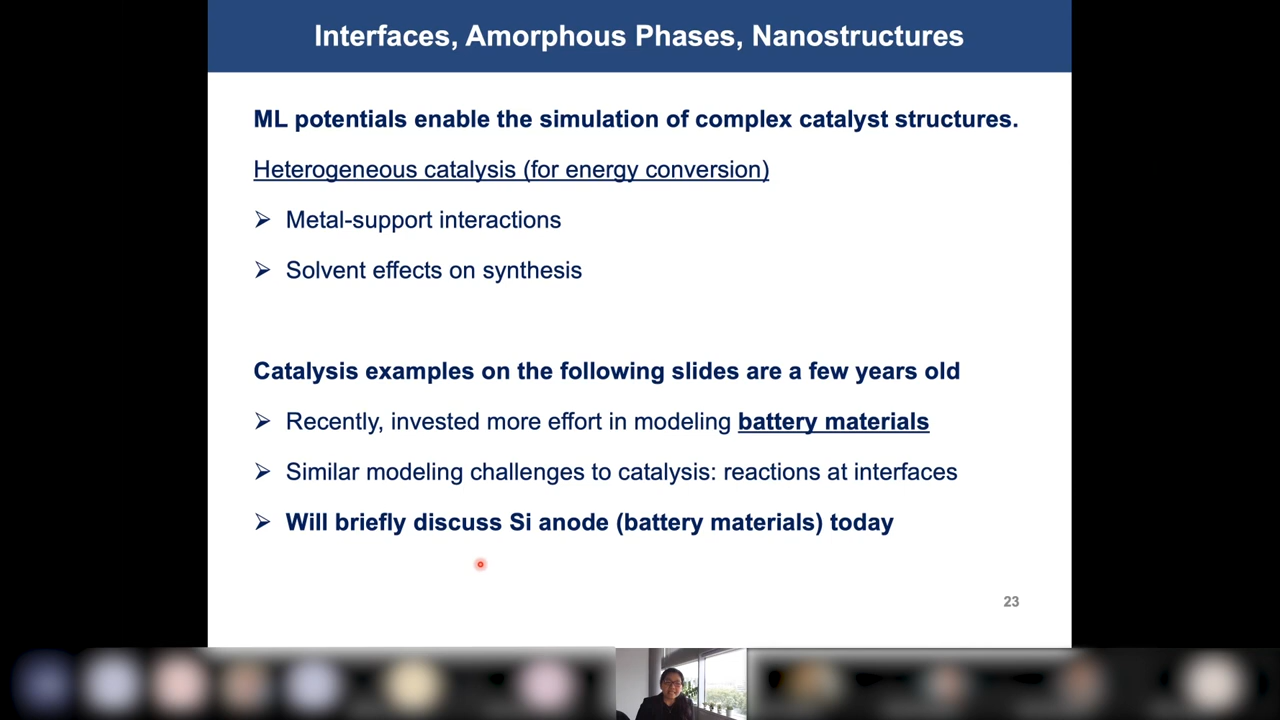 Interfaces, Amorphous Phases, Nanostructures
ML potentials enable the simulation of complex catalyst structures.
Heterogeneous catalysis (for energy conversion)
➢ Metal-support interactions
➢ Solvent effects on synthesis
Catalysis examples on the following slides are a few years old
➢ Recently, invested more effort in modeling battery materials
➢ Similar modeling challenges to catalysis: reactions at interfaces
➢ Will briefly discuss Si anode (battery materials) today
23